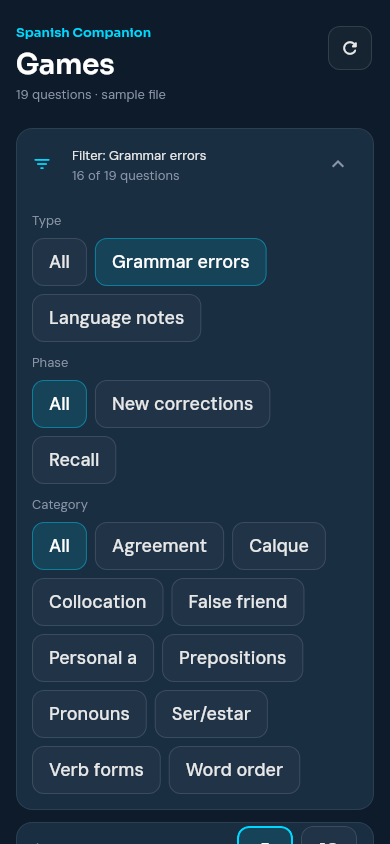 Spanish Companion
Games
19 questions · sample file
Filter: Grammar errors
16 of 19 questions
Type
All
Grammar errors
Language notes
Phase
All
New corrections
Recall
Category
All
Agreement
Calque
Collocation
False friend
Personal a
Prepositions
Pronouns
Ser/estar
Verb forms
Word order